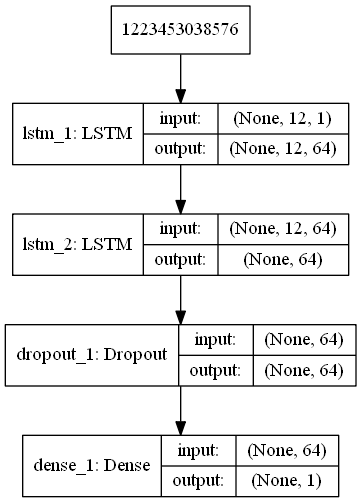 1223453038576
lstm_1: LSTM
input: (None, 12, 1)
output: (None, 12, 64)
lstm_2: LSTM
input: (None, 12, 64)
output: (None, 64)
dropout_1: Dropout
input: (None, 64)
output: (None, 64)
dense_1: Dense
input: (None, 64)
output: (None, 1)